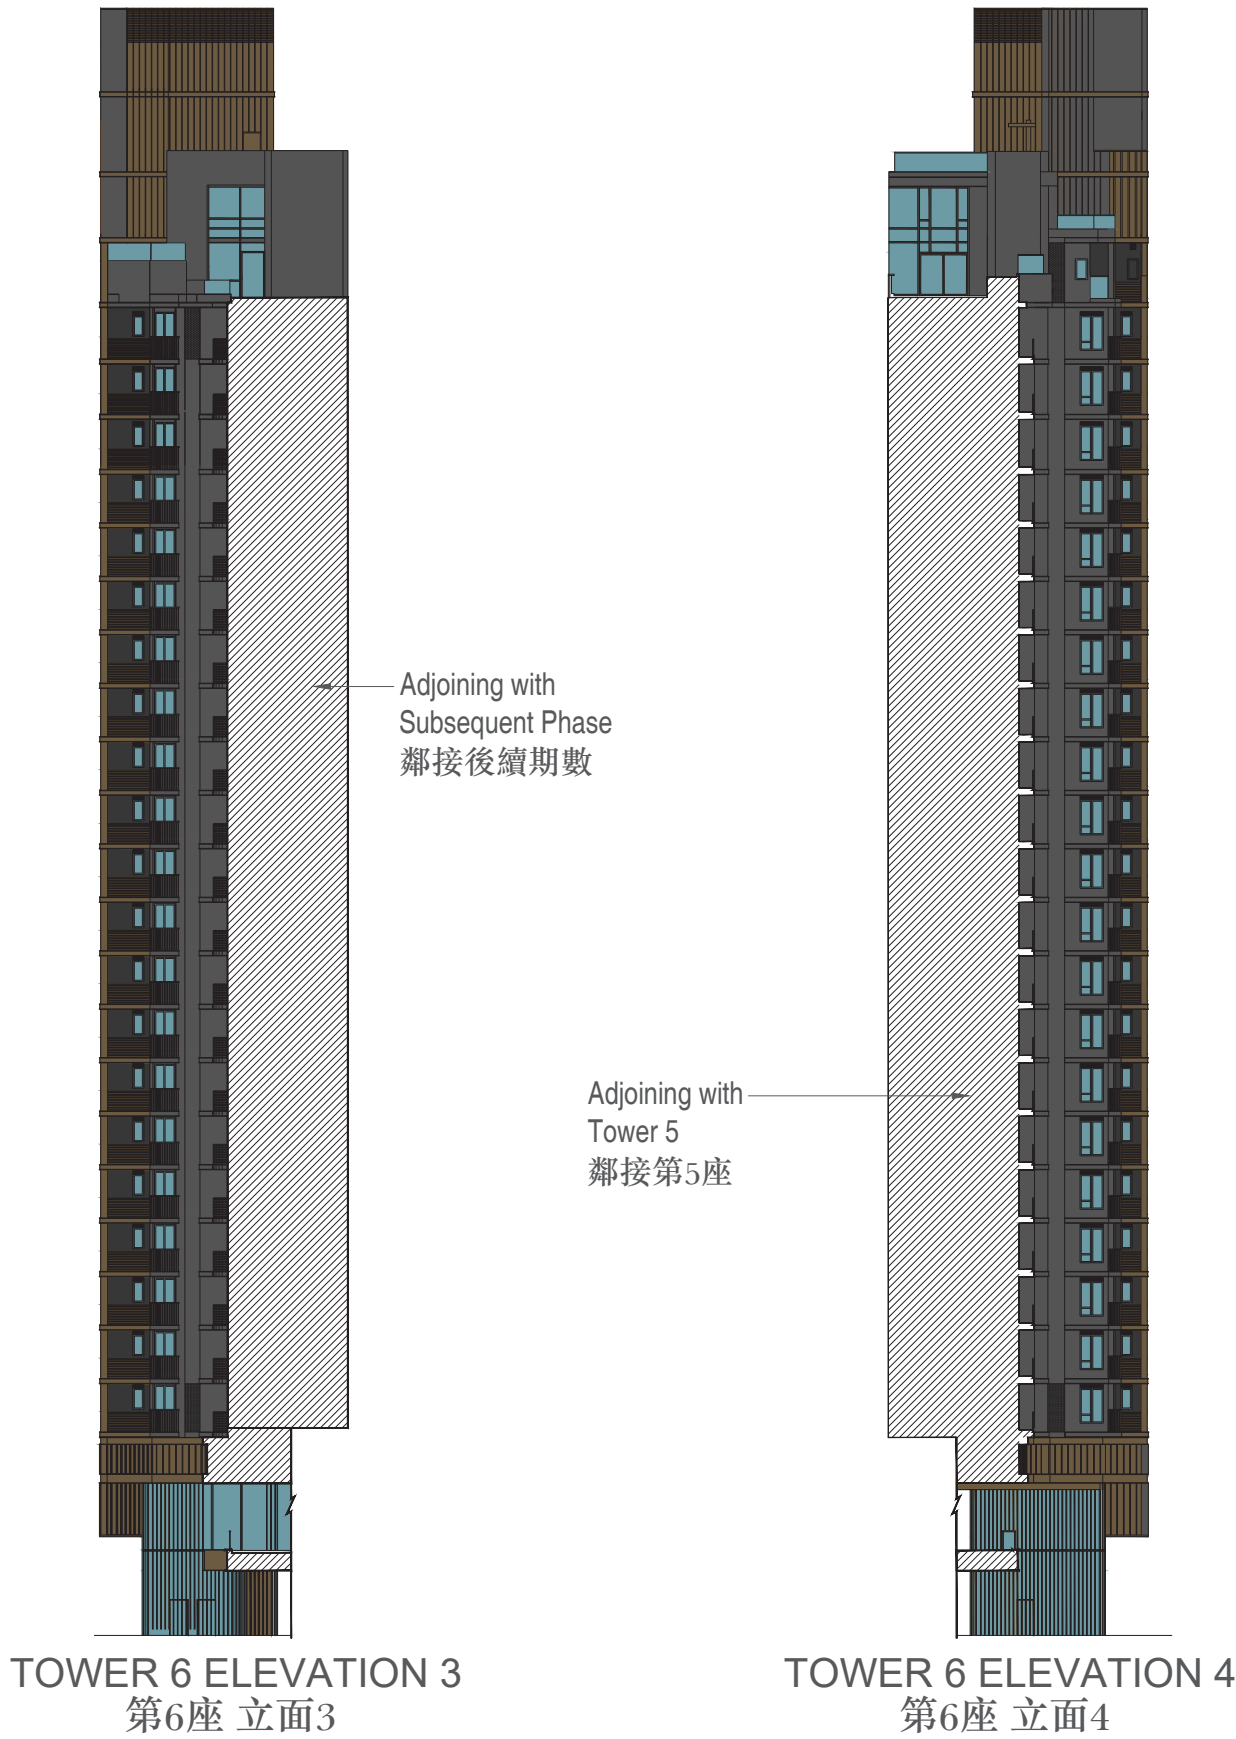 Adjoining with
Subsequent Phase
鄰接後續期數
Adjoining with
Tower 5
鄰接第5座
TOWER 6 ELEVATION 3
第6座 立面3
TOWER 6 ELEVATION 4
第6座 立面4